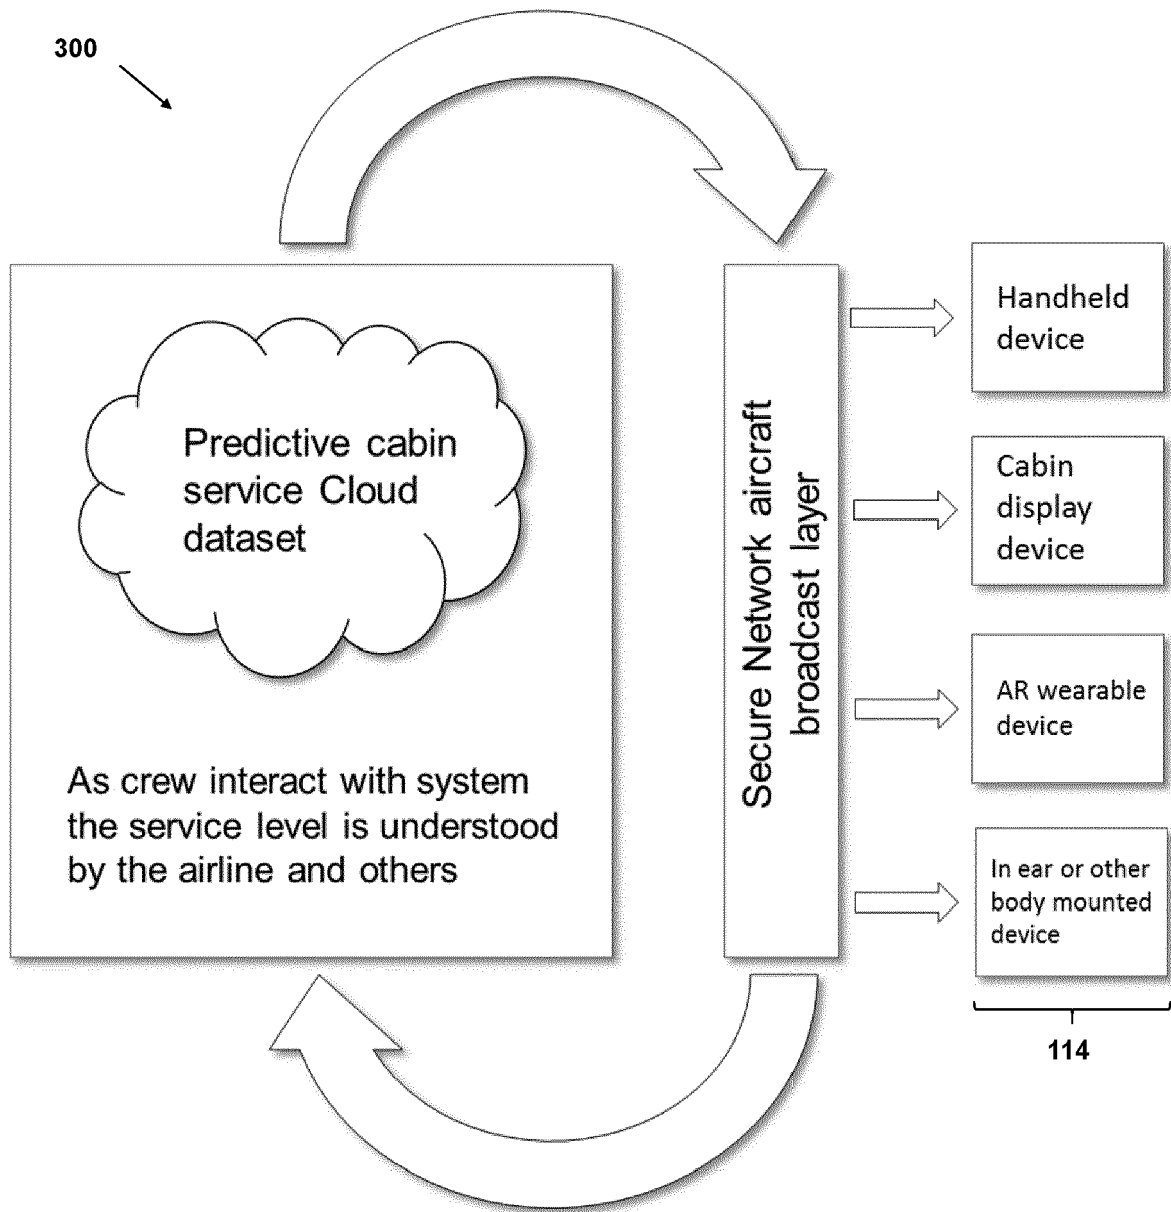 300
Predictive cabin
service Cloud
dataset
As crew interact with system
the service level is understood
by the airline and others
Secure Network aircraft
broadcast layer
Handheld
device
Cabin
display
device
AR wearable
device
In ear or other
body mounted
device
114